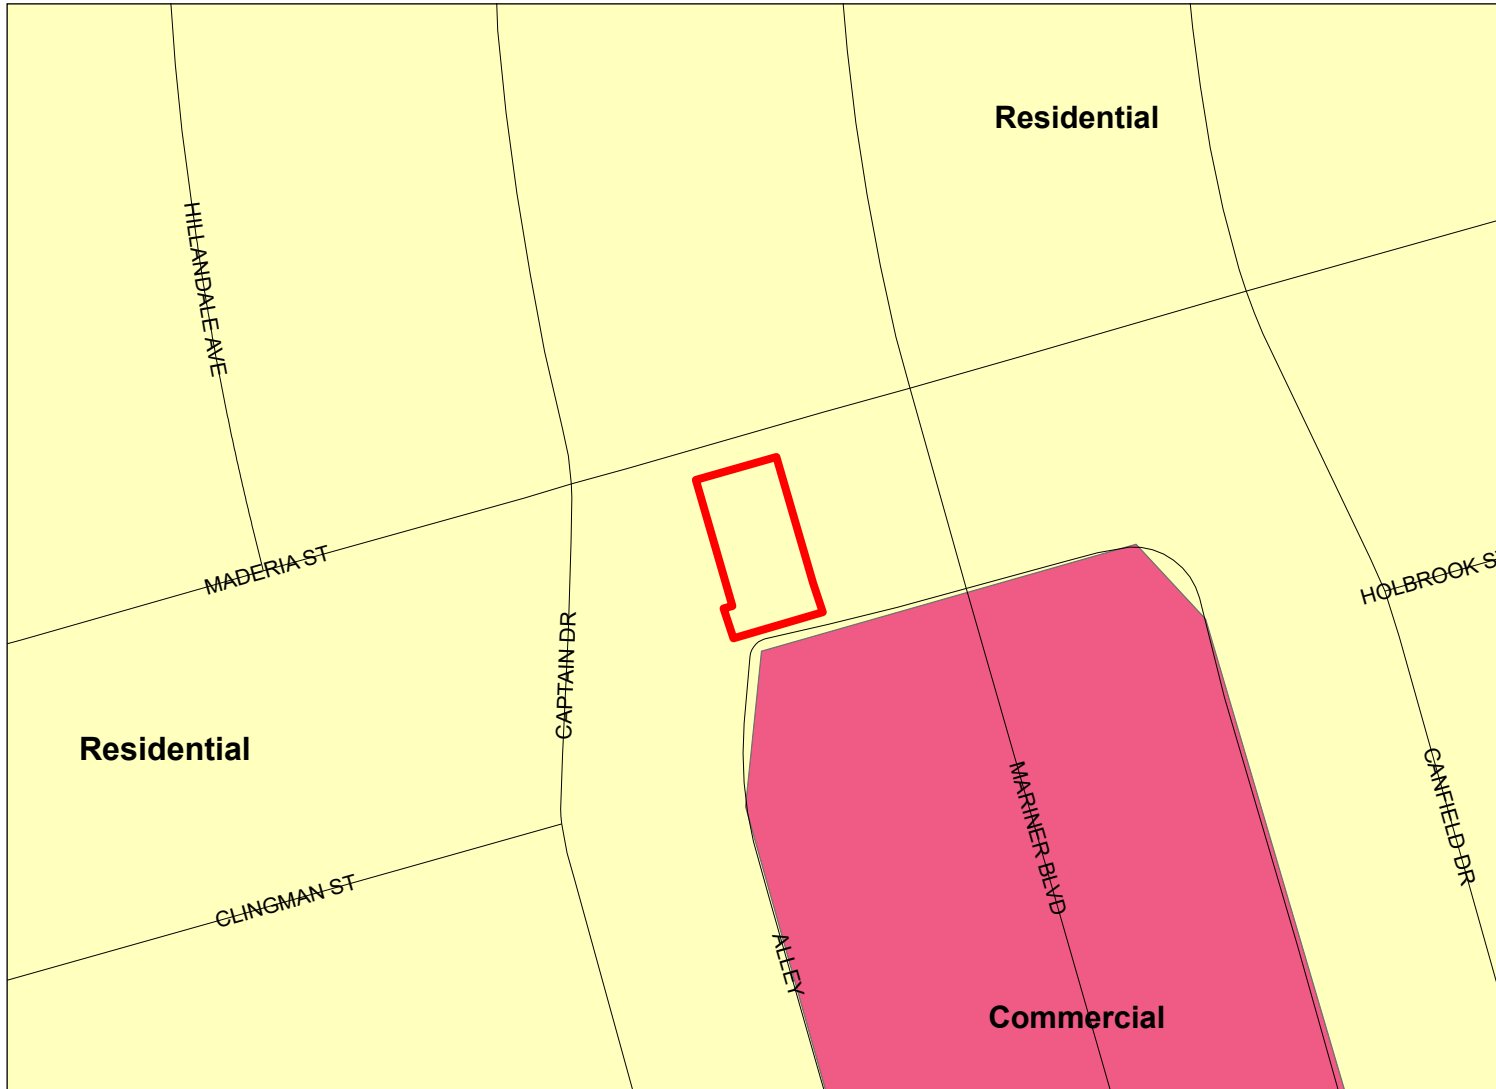 Residential
HILLANDALE AVE
MADERIA ST
HOLBROOK ST
CAPTAIN DR
Residential
MARINER BLVD
CANFIELD DR
CLINGMAN ST
ALLEY
Commercial